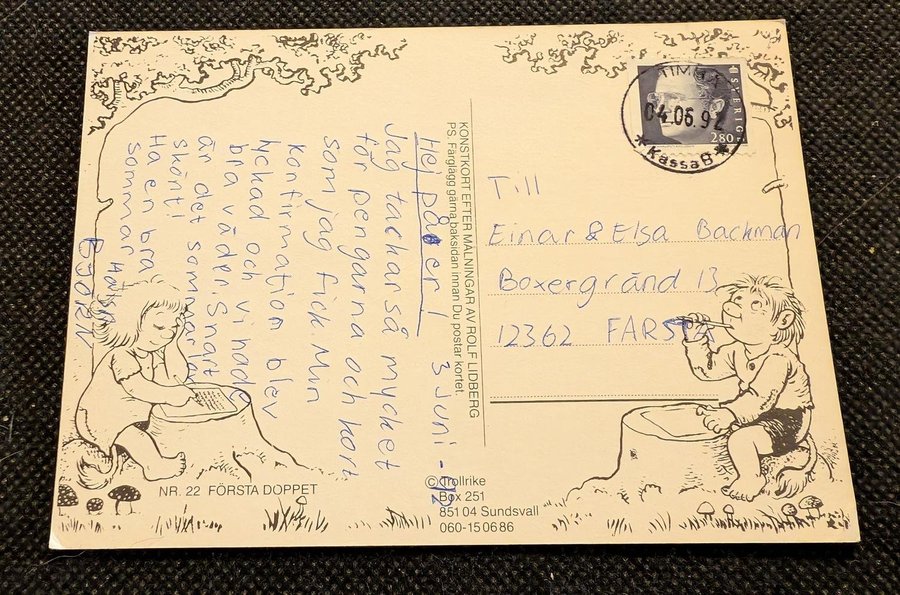 Hej på er! 3 Juni -92
Jag tackar så mycket
för pengarna och kort
som jag fick Min
Konfirmation blev
lyckad och vi hade
bra väder. Snart
är det sommarlov
skönt!
Ha en bra
sommar Hälsn
BJÖRN
KONSTKORT EFTER MÅLNINGAR AV ROLF LIDBERG
PS. Färglägg gärna baksidan innan Du postar kortet.
TIMRÅ
04.06.92
*KassaB*
SVERIGE
280
Till
Einar & Elsa Backman
Boxergränd 13
12362 FARSTA
NR. 22 FÖRSTA DOPPET
© Trollrike
Box 251
851 04 Sundsvall
060-15 06 86